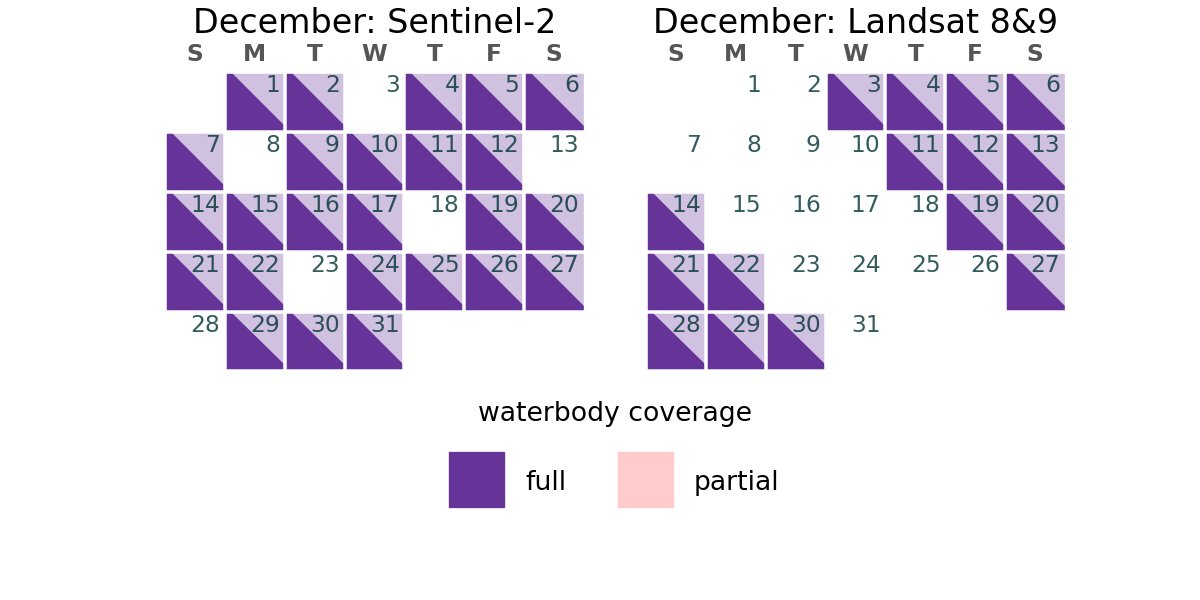 December: Sentinel-2
S M T W T F S
1 2 3 4 5 6
7 8 9 10 11 12 13
14 15 16 17 18 19 20
21 22 23 24 25 26 27
28 29 30 31
December: Landsat 8&9
S M T W T F S
1 2 3 4 5 6
7 8 9 10 11 12 13
14 15 16 17 18 19 20
21 22 23 24 25 26 27
28 29 30 31
waterbody coverage
full partial